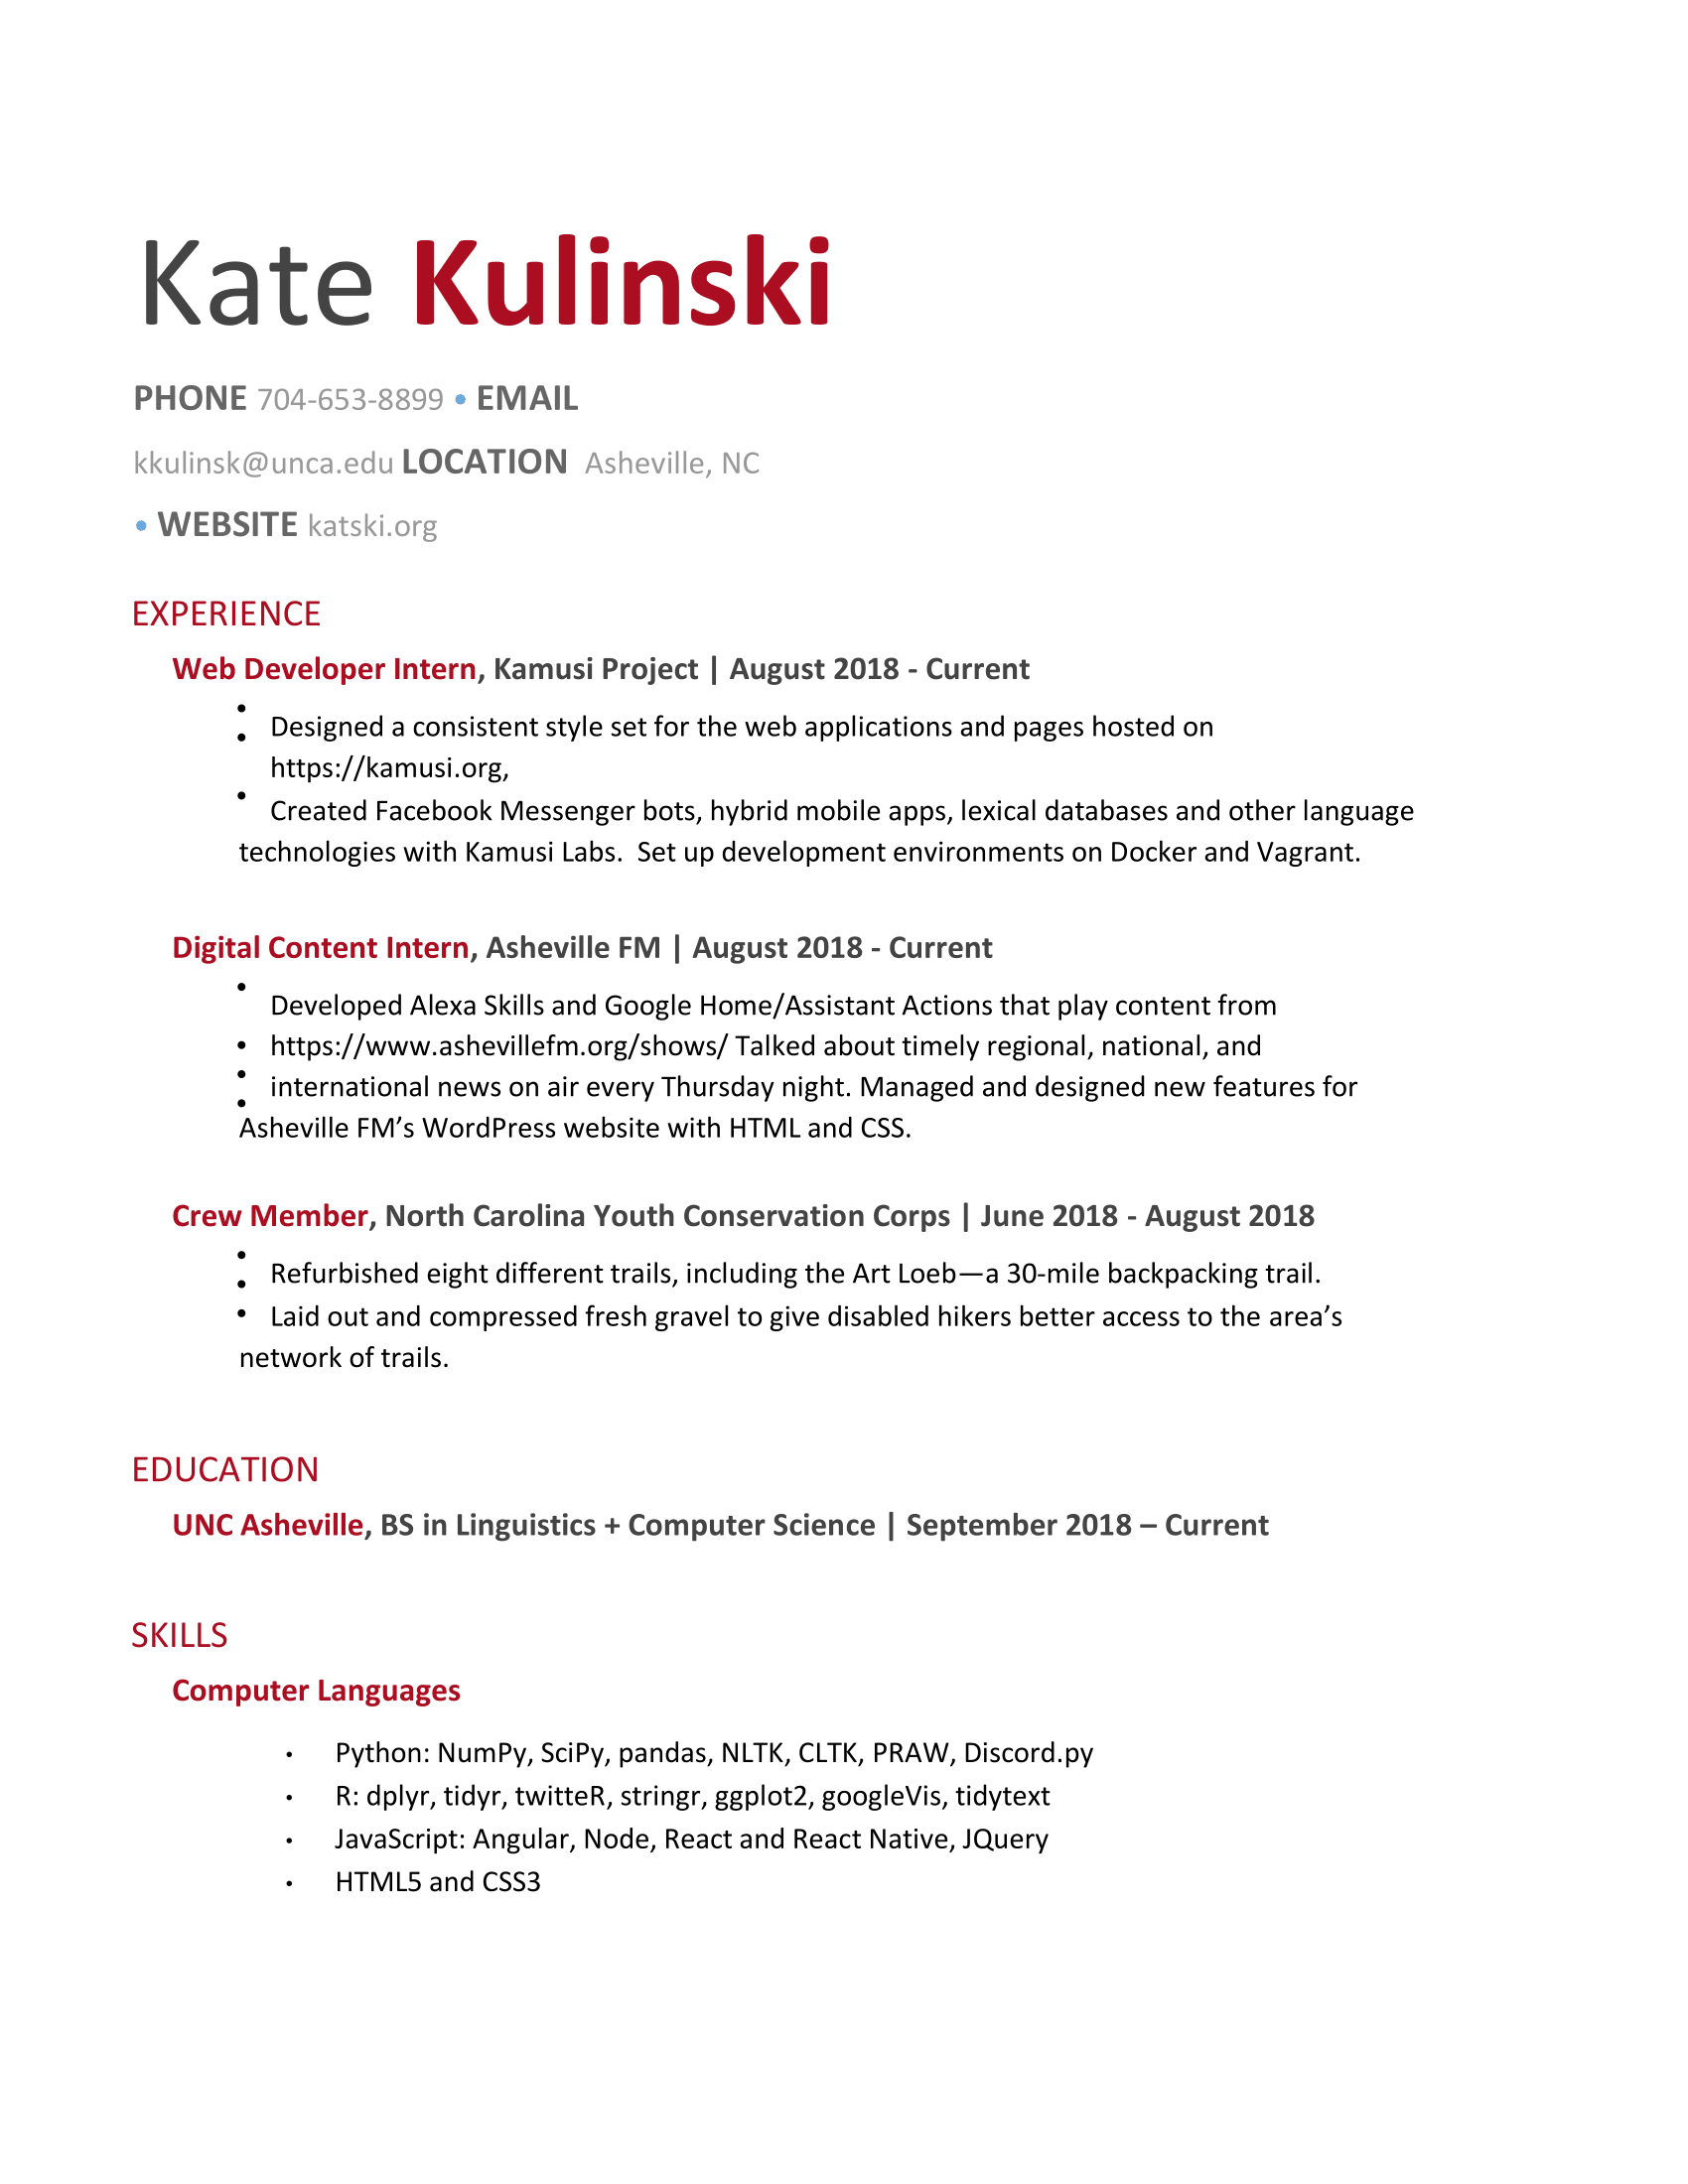 Kate Kulinski
PHONE 704-653-8899 • EMAIL
kkulinsk@unca.edu LOCATION  Asheville, NC
• WEBSITE katski.org
EXPERIENCE
Web Developer Intern, Kamusi Project | August 2018 - Current
• Designed a consistent style set for the web applications and pages hosted on
• https://kamusi.org,
• Created Facebook Messenger bots, hybrid mobile apps, lexical databases and other language
technologies with Kamusi Labs.  Set up development environments on Docker and Vagrant.
Digital Content Intern, Asheville FM | August 2018 - Current
• Developed Alexa Skills and Google Home/Assistant Actions that play content from
• https://www.ashevillefm.org/shows/ Talked about timely regional, national, and
• international news on air every Thursday night. Managed and designed new features for
• Asheville FM’s WordPress website with HTML and CSS.
Crew Member, North Carolina Youth Conservation Corps | June 2018 - August 2018
• Refurbished eight different trails, including the Art Loeb—a 30-mile backpacking trail.
• Laid out and compressed fresh gravel to give disabled hikers better access to the area’s
• network of trails.
EDUCATION
UNC Asheville, BS in Linguistics + Computer Science | September 2018 – Current
SKILLS
Computer Languages
• Python: NumPy, SciPy, pandas, NLTK, CLTK, PRAW, Discord.py
• R: dplyr, tidyr, twitteR, stringr, ggplot2, googleVis, tidytext
• JavaScript: Angular, Node, React and React Native, JQuery
• HTML5 and CSS3